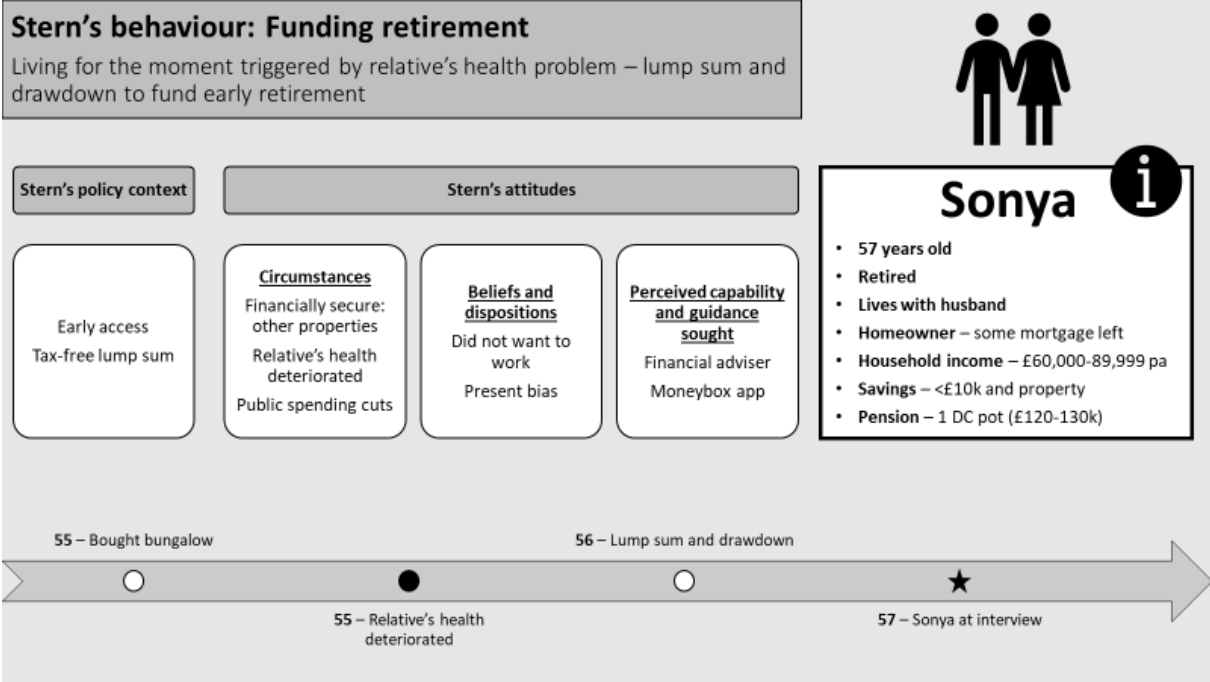 Stern's behaviour: Funding retirement
Living for the moment triggered by relative's health problem – lump sum and
drawdown to fund early retirement
Stern's policy context
Stern's attitudes
Early access
Tax-free lump sum
Circumstances
Financially secure:
other properties
Relative's health
deteriorated
Public spending cuts
Beliefs and
dispositions
Did not want to
work
Present bias
Perceived capability
and guidance
sought
Financial adviser
Moneybox app
i
Sonya
• 57 years old
• Retired
• Lives with husband
• Homeowner – some mortgage left
• Household income – £60,000-89,999 pa
• Savings – <£10k and property
• Pension – 1 DC pot (£120-130k)
55 – Bought bungalow
55 – Relative's health
deteriorated
56 – Lump sum and drawdown
57 – Sonya at interview